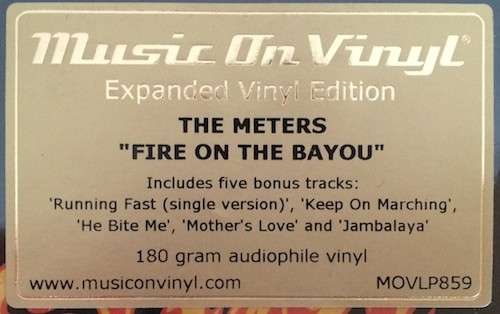 Music On Vinyl®
Expanded Vinyl Edition
THE METERS
"FIRE ON THE BAYOU"
Includes five bonus tracks:
'Running Fast (single version)', 'Keep On Marching',
'He Bite Me', 'Mother's Love' and 'Jambalaya'
180 gram audiophile vinyl
www.musiconvinyl.com MOVLP859